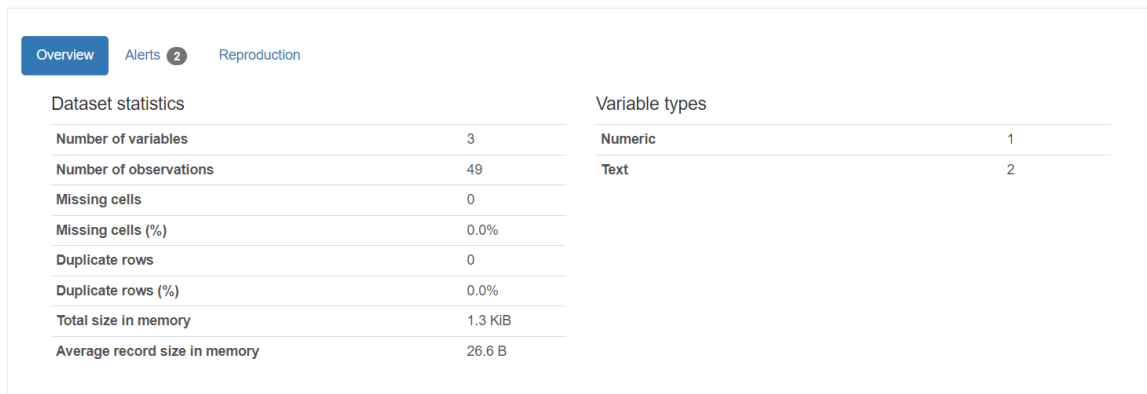 Overview Alerts 2 Reproduction
Dataset statistics
Number of variables 3
Number of observations 49
Missing cells 0
Missing cells (%) 0.0%
Duplicate rows 0
Duplicate rows (%) 0.0%
Total size in memory 1.3 KiB
Average record size in memory 26.6 B
Variable types
Numeric 1
Text 2